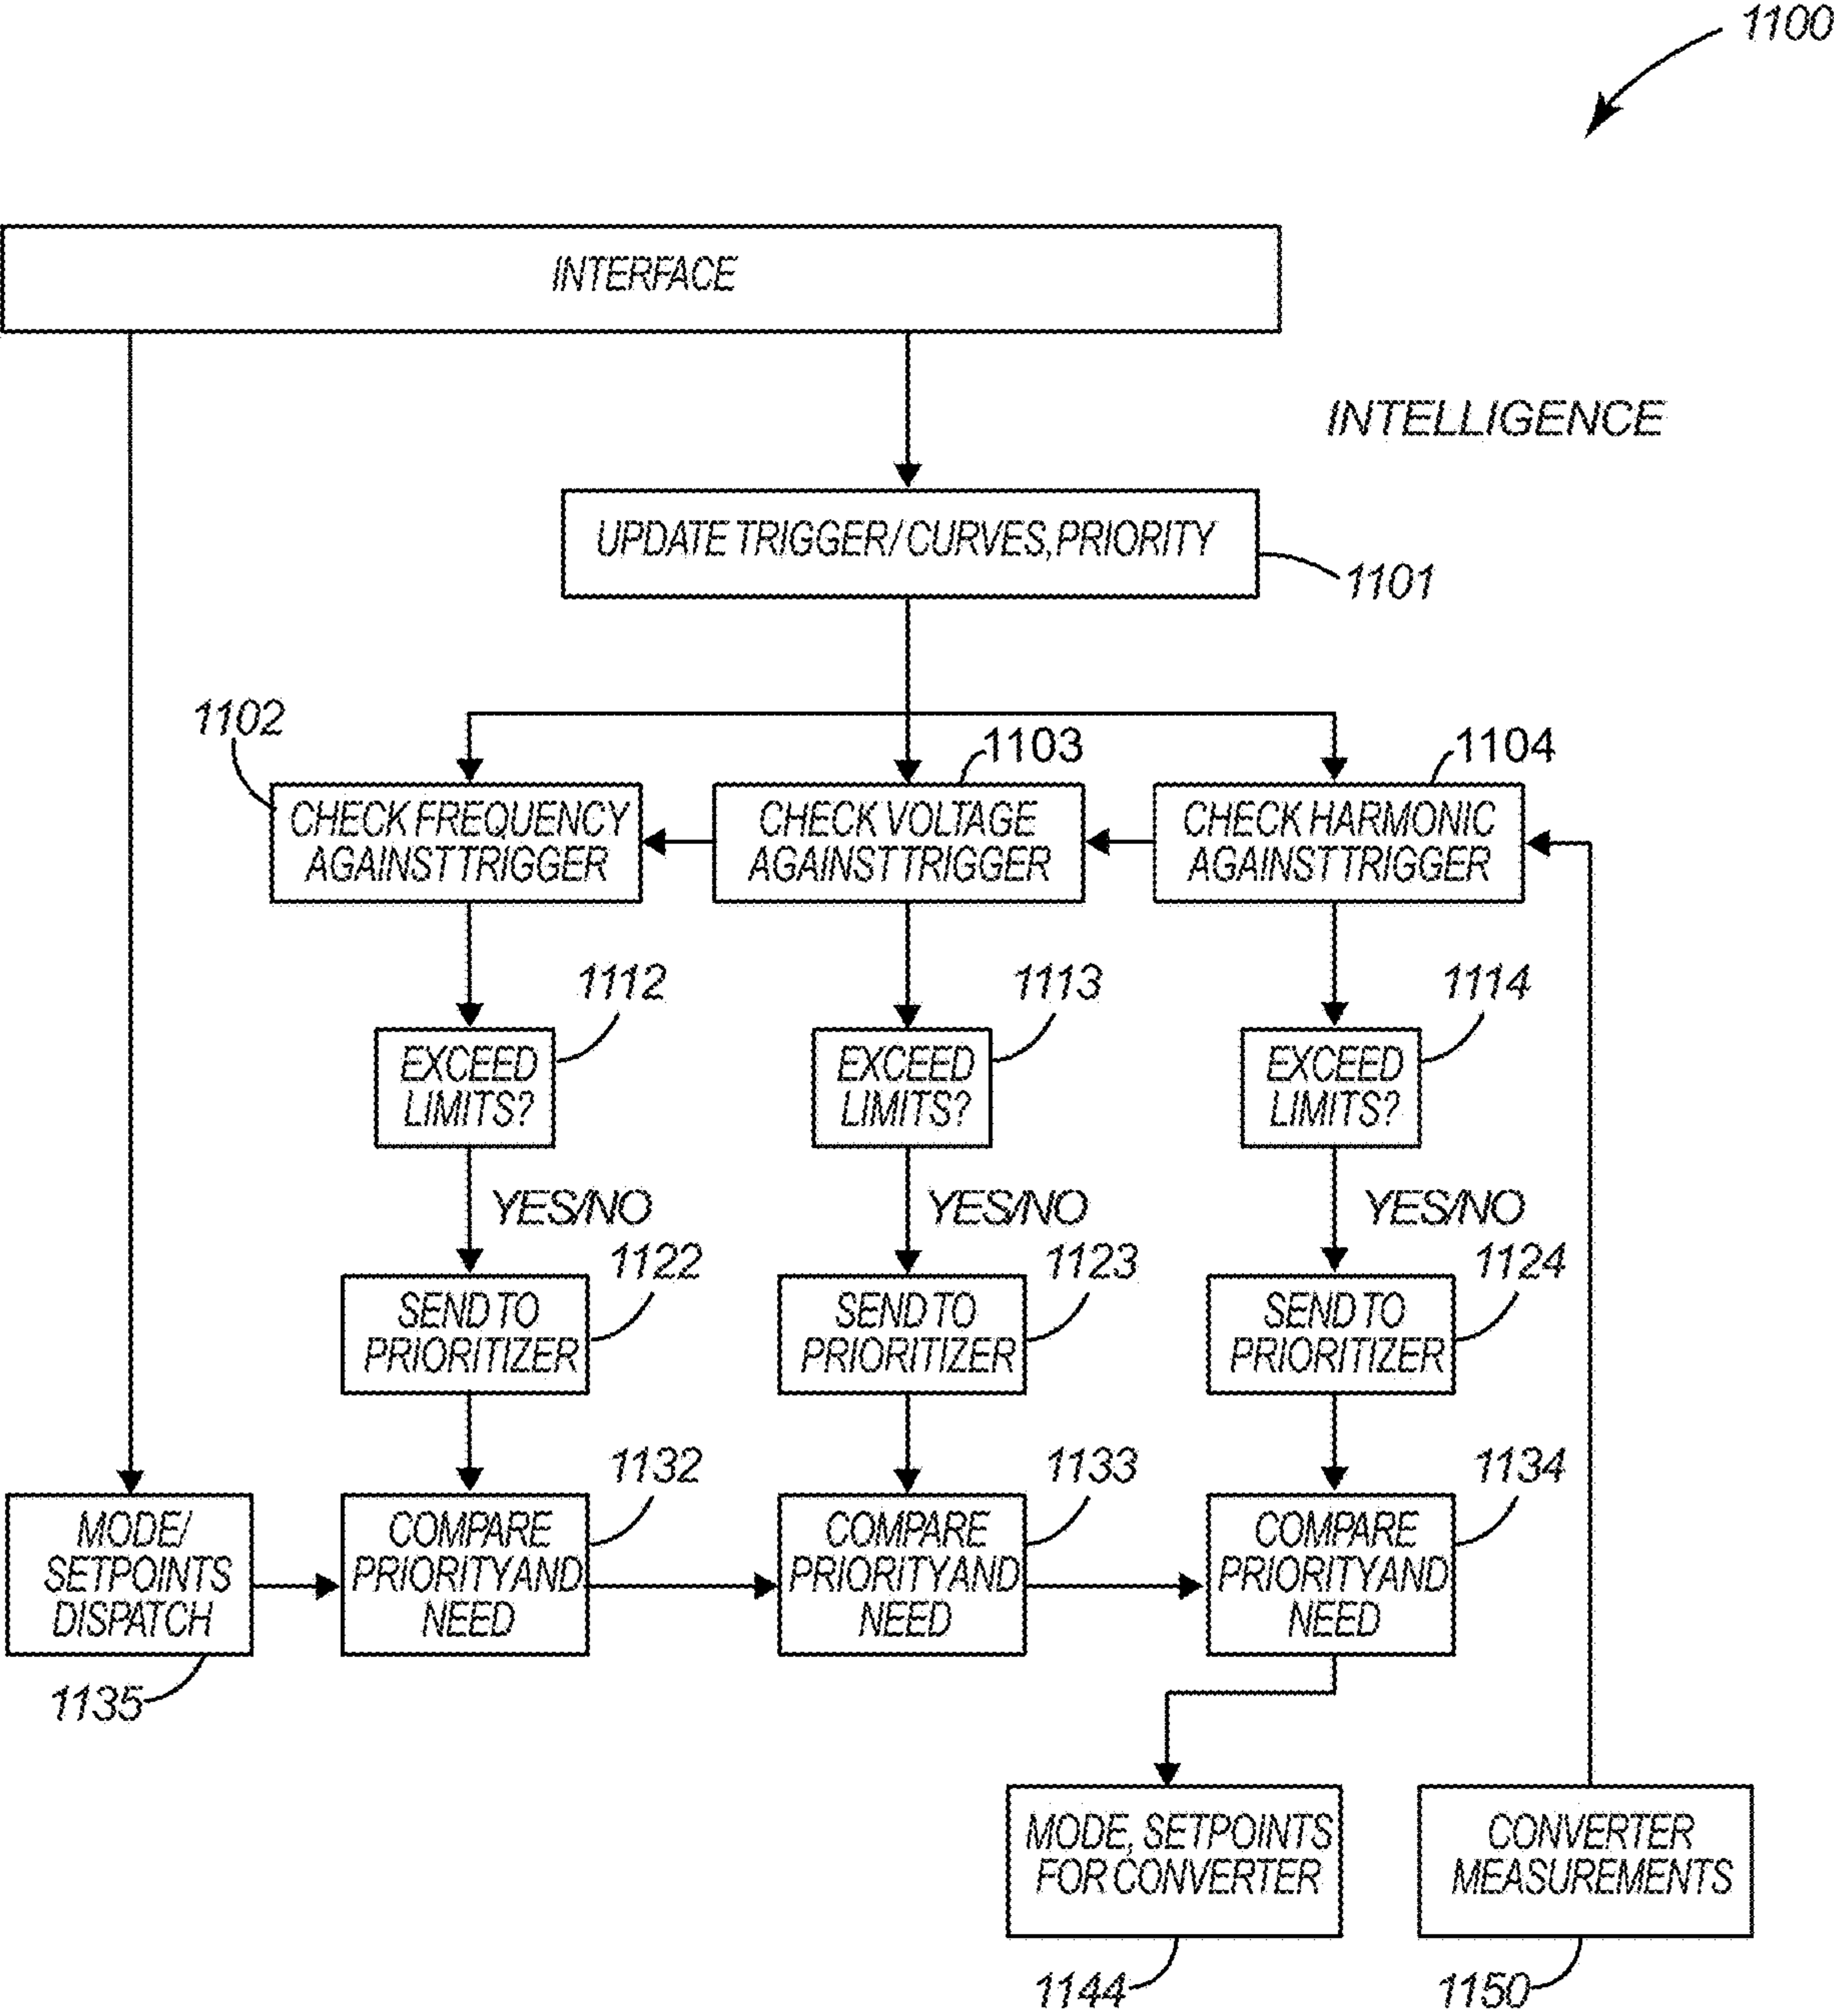 1100
INTERFACE
INTELLIGENCE
UPDATE TRIGGER/ CURVES, PRIORITY
1101
1102
1103
1104
CHECK FREQUENCY
AGAINST TRIGGER
CHECK VOLTAGE
AGAINST TRIGGER
CHECK HARMONIC
AGAINST TRIGGER
1112
1113
1114
EXCEED
LIMITS?
EXCEED
LIMITS?
EXCEED
LIMITS?
YES/NO
YES/NO
YES/NO
1122
1123
1124
SEND TO
PRIORITIZER
SEND TO
PRIORITIZER
SEND TO
PRIORITIZER
1132
1133
1134
MODE/
SETPOINTS
DISPATCH
COMPARE
PRIORITY AND
NEED
COMPARE
PRIORITY AND
NEED
COMPARE
PRIORITY AND
NEED
1135
MODE, SETPOINTS
FOR CONVERTER
CONVERTER
MEASUREMENTS
1144
1150